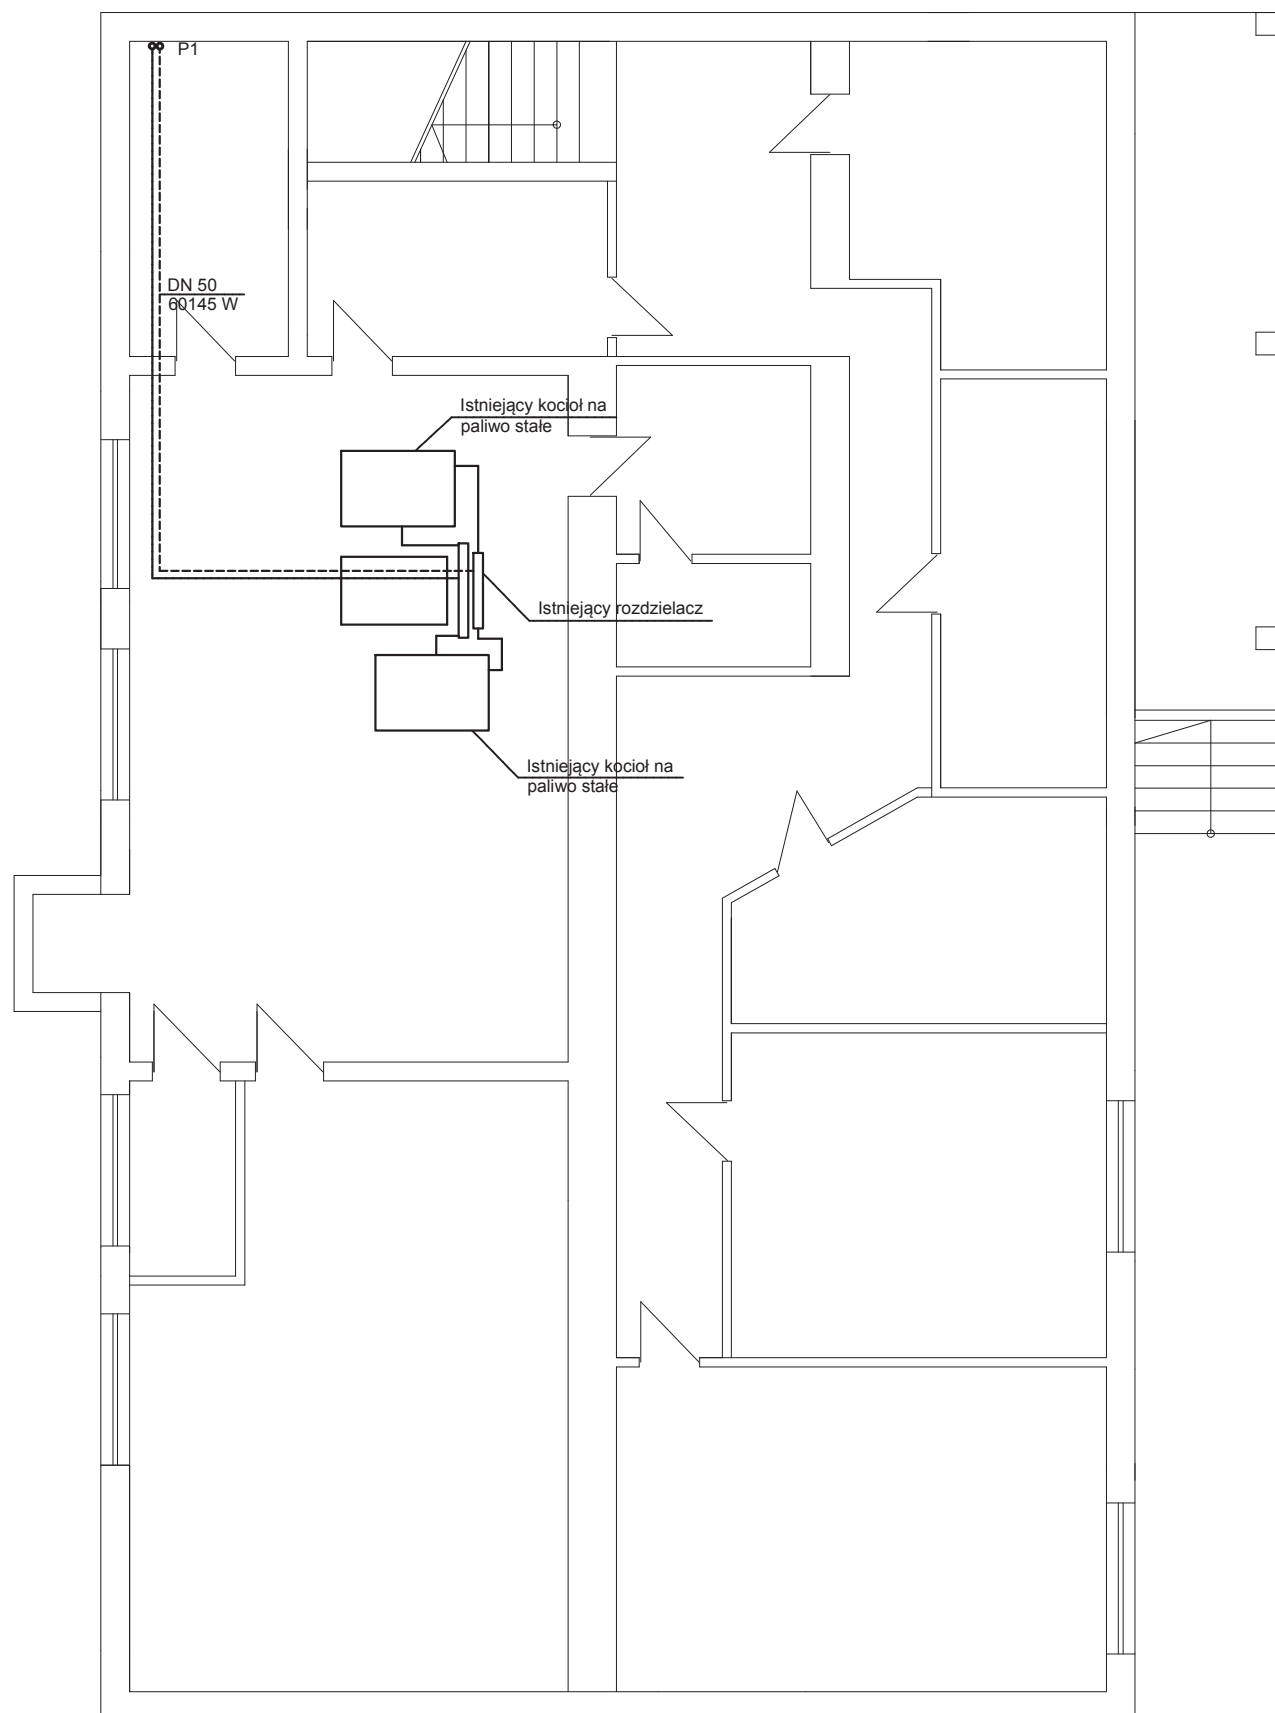 P1
DN 50
60145 W
Istniejący kocioł na
paliwo stałe
Istniejący rozdzielacz
Istniejący kocioł na
paliwo stałe